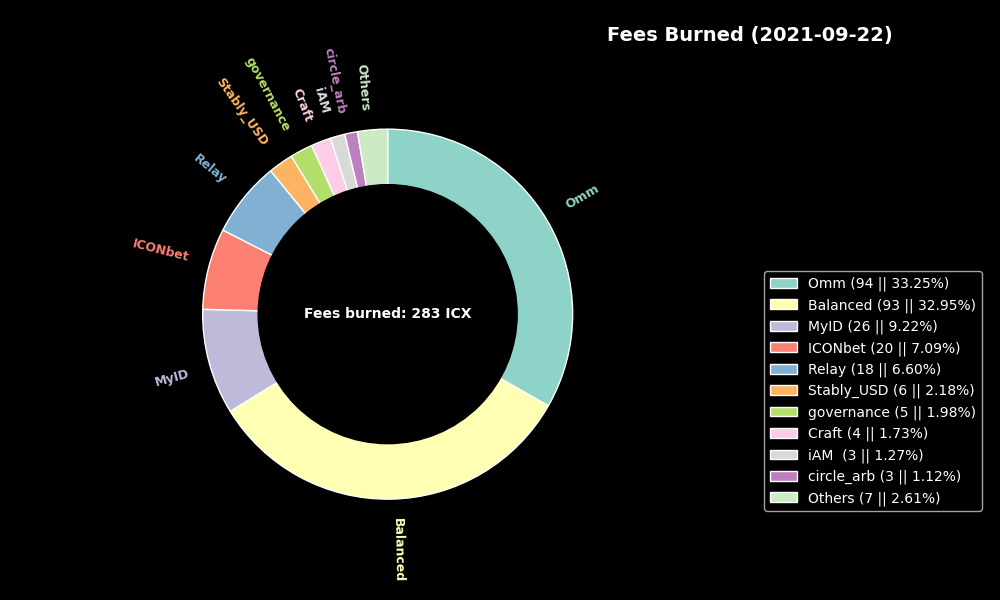 Fees Burned (2021-09-22)
circle_arb
Others
governance
iAM
Craft
Stably_USD
Relay
Omm
ICONbet
Fees burned: 283 ICX
MyID
Balanced
Omm (94 || 33.25%)
Balanced (93 || 32.95%)
MyID (26 || 9.22%)
ICONbet (20 || 7.09%)
Relay (18 || 6.60%)
Stably_USD (6 || 2.18%)
governance (5 || 1.98%)
Craft (4 || 1.73%)
iAM  (3 || 1.27%)
circle_arb (3 || 1.12%)
Others (7 || 2.61%)